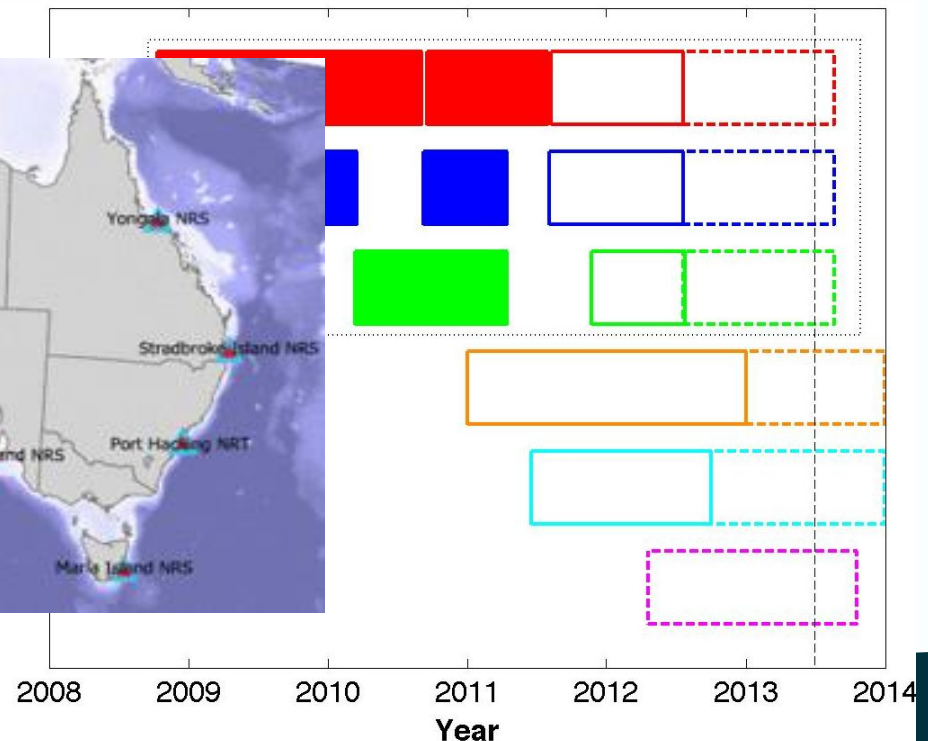 Yongala NRS
Stradbroke Island NRS
Port Hacking NRT
and NRS
Maria Island NRS
2008 2009 2010 2011 2012 2013 2014
Year